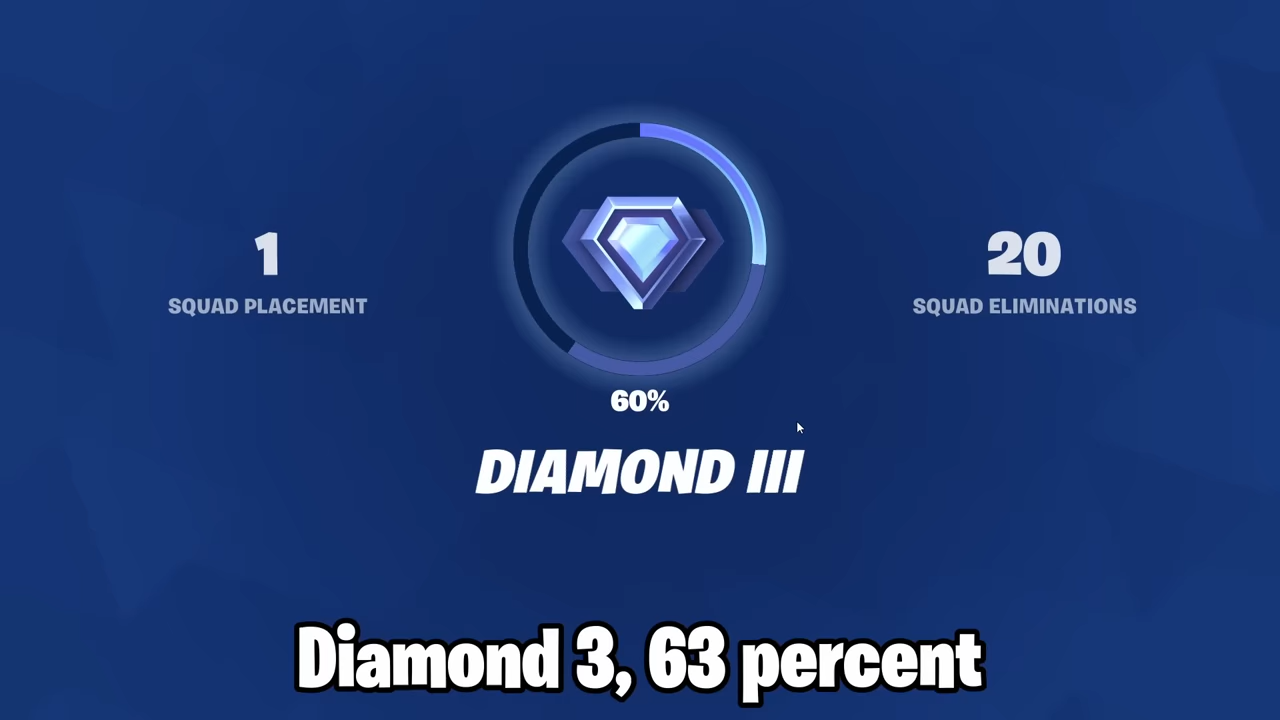 1
SQUAD PLACEMENT
20
SQUAD ELIMINATIONS
60%
DIAMOND III
Diamond 3, 63 percent